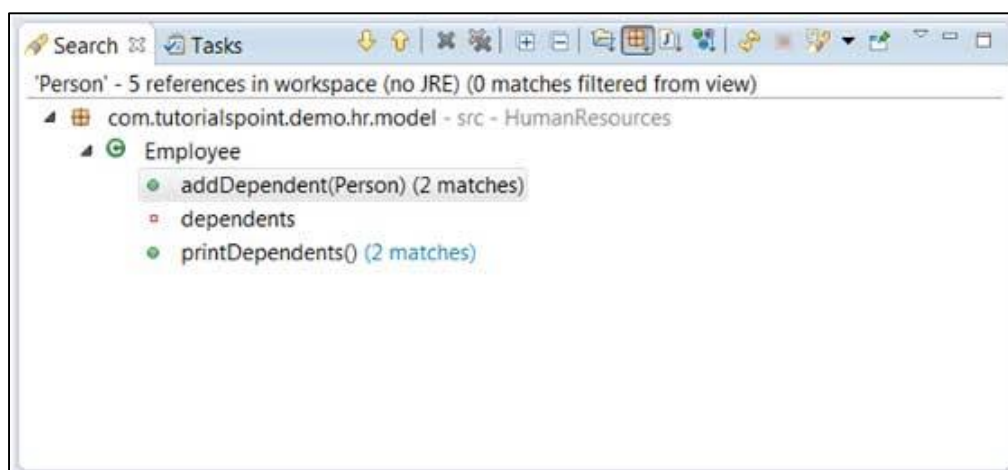 Search Tasks
'Person' - 5 references in workspace (no JRE) (0 matches filtered from view)
com.tutorialspoint.demo.hr.model - src - HumanResources
Employee
addDependent(Person) (2 matches)
dependents
printDependents() (2 matches)